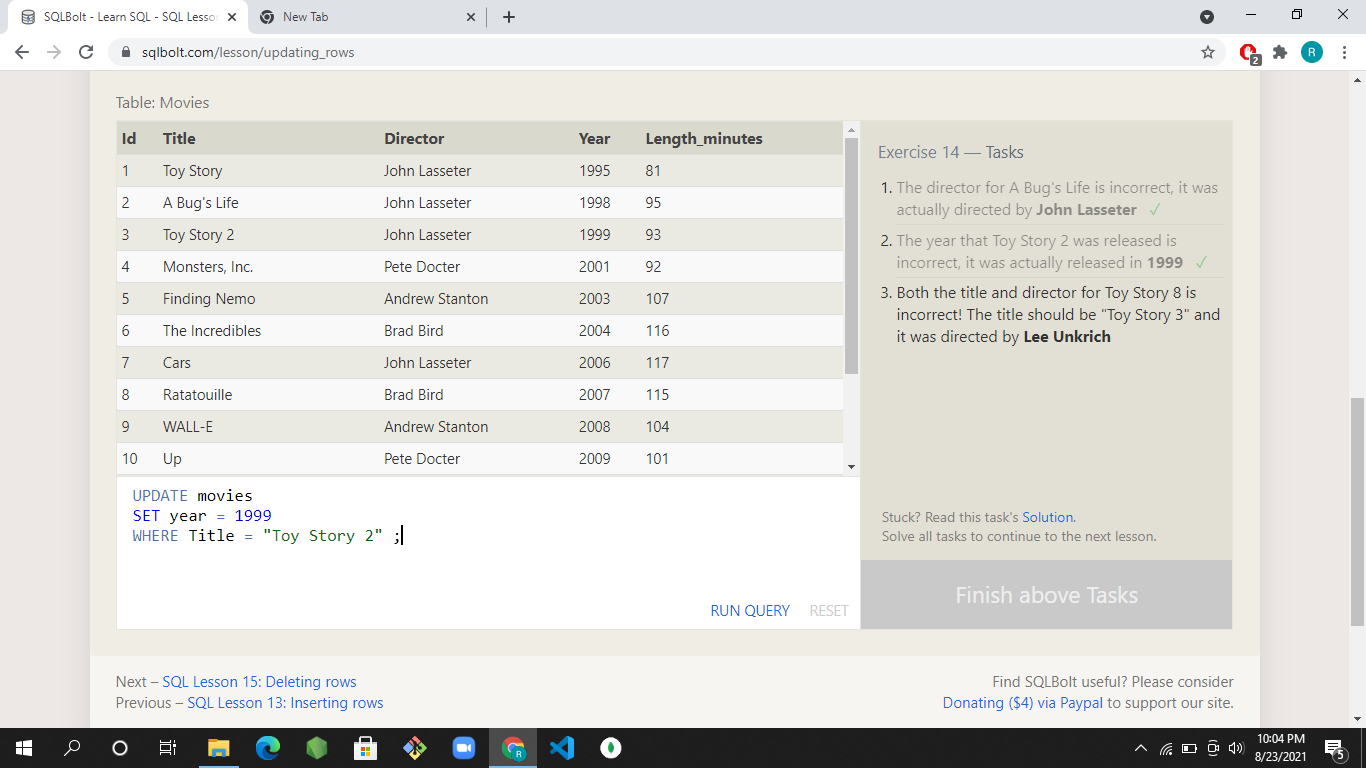 SQLBolt - Learn SQL - SQL Lesson
New Tab
sqlbolt.com/lesson/updating_rows
2
R
Table: Movies
Id Title Director Year Length_minutes
1 Toy Story John Lasseter 1995 81
2 A Bug's Life John Lasseter 1998 95
3 Toy Story 2 John Lasseter 1999 93
4 Monsters, Inc. Pete Docter 2001 92
5 Finding Nemo Andrew Stanton 2003 107
6 The Incredibles Brad Bird 2004 116
7 Cars John Lasseter 2006 117
8 Ratatouille Brad Bird 2007 115
9 WALL-E Andrew Stanton 2008 104
10 Up Pete Docter 2009 101
UPDATE movies
SET year = 1999
WHERE Title = "Toy Story 2" ;
RUN QUERY RESET
Exercise 14 — Tasks
1. The director for A Bug's Life is incorrect, it was
actually directed by John Lasseter ✓
2. The year that Toy Story 2 was released is
incorrect, it was actually released in 1999 ✓
3. Both the title and director for Toy Story 8 is
incorrect! The title should be "Toy Story 3" and
it was directed by Lee Unkrich
Stuck? Read this task's Solution.
Solve all tasks to continue to the next lesson.
Finish above Tasks
Next – SQL Lesson 15: Deleting rows
Previous – SQL Lesson 13: Inserting rows
Find SQLBolt useful? Please consider
Donating ($4) via Paypal to support our site.
R
10:04 PM
8/23/2021
5